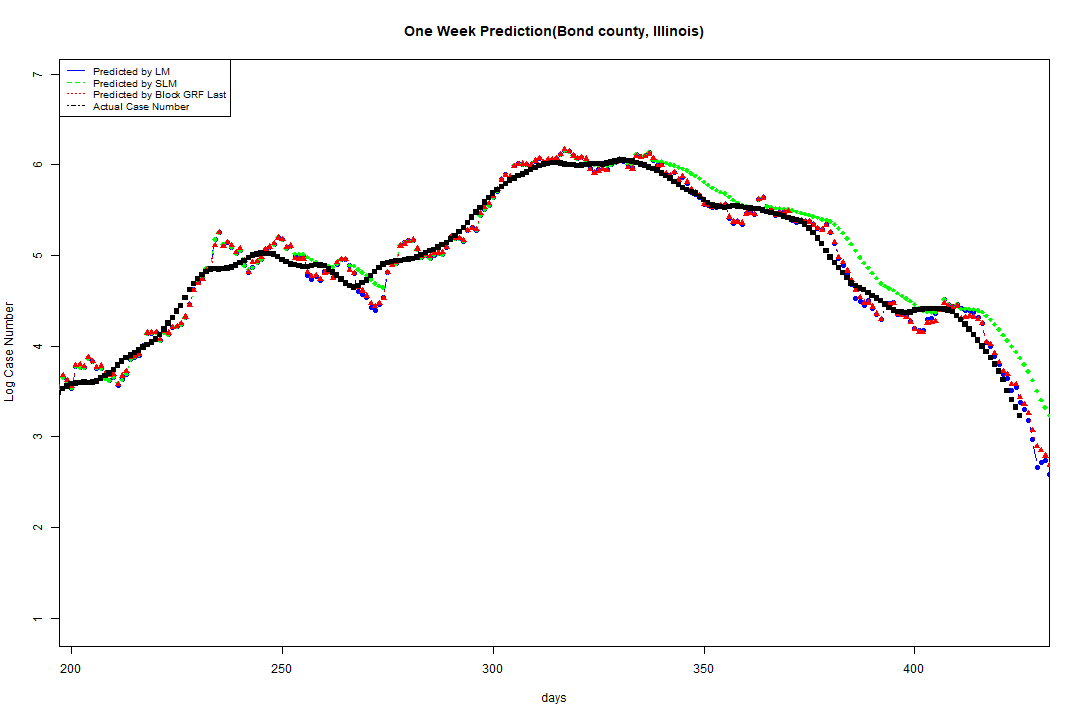 One Week Prediction(Bond county, Illinois)
Predicted by LM
Predicted by SLM
Predicted by Block GRF Last
Actual Case Number
7
6
5
4
3
2
1
Log Case Number
200 250 300 350 400
days